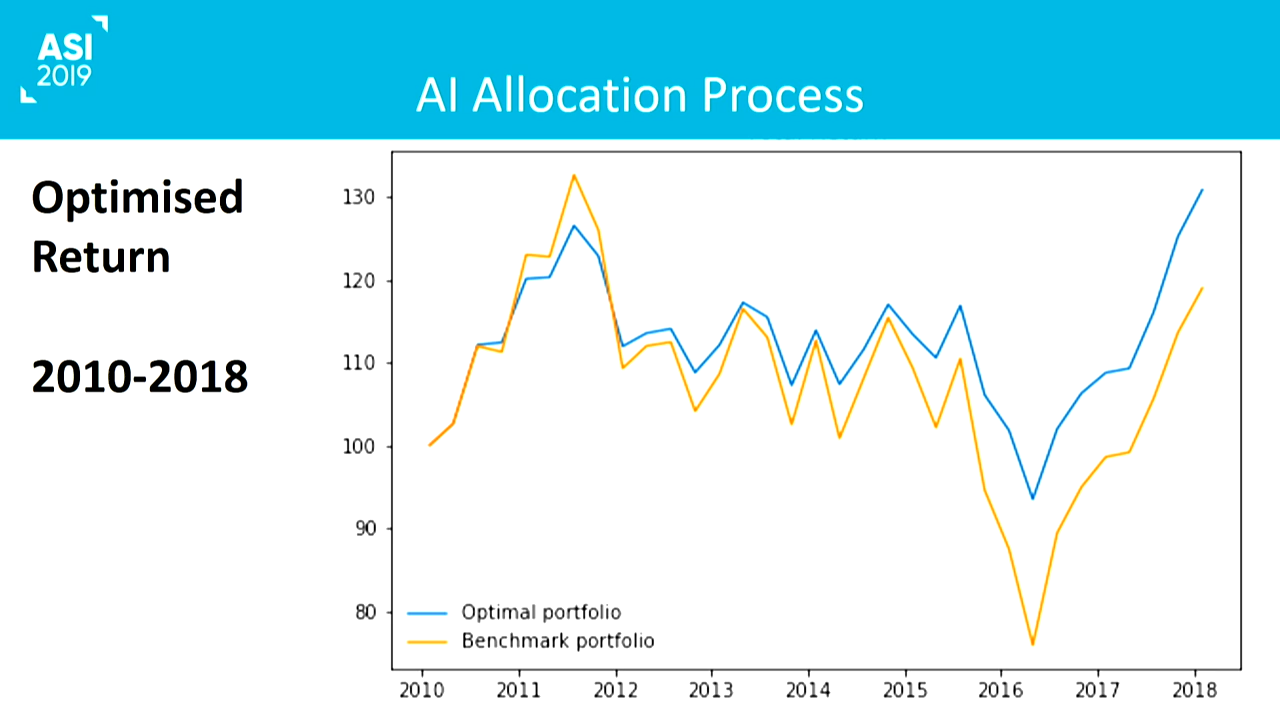 ASI
2019
AI Allocation Process
Optimised
Return
2010-2018
130
120
110
100
90
80
Optimal portfolio
Benchmark portfolio
2010 2011 2012 2013 2014 2015 2016 2017 2018